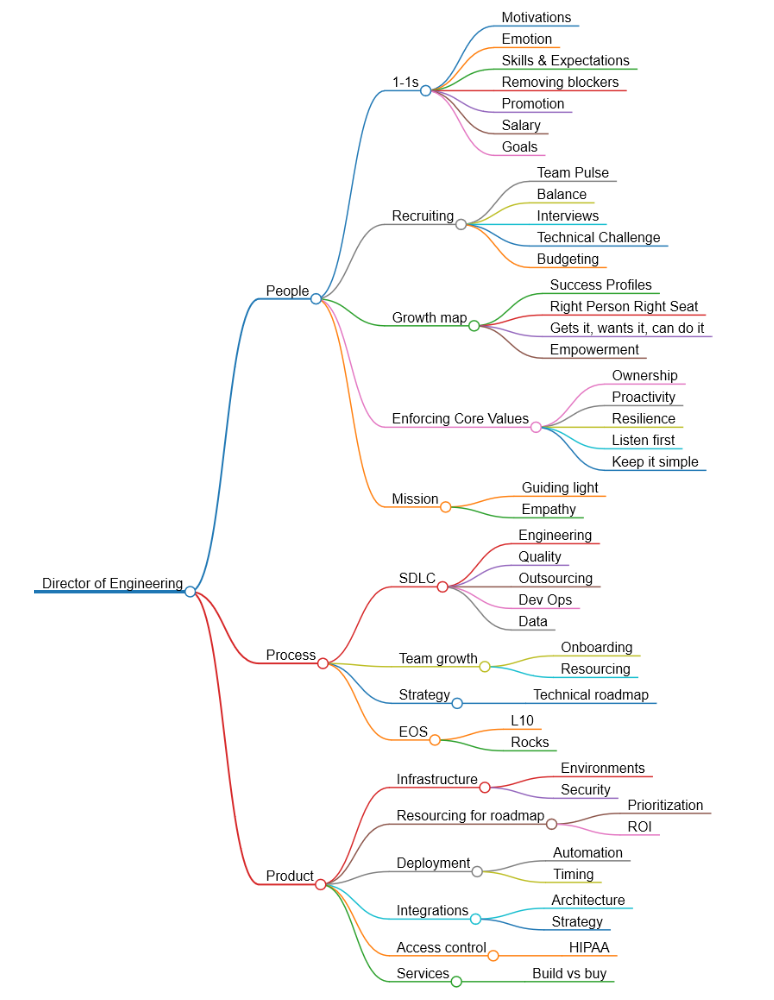 Director of Engineering
People
1-1s
Motivations
Emotion
Skills & Expectations
Removing blockers
Promotion
Salary
Goals
Recruiting
Team Pulse
Balance
Interviews
Technical Challenge
Budgeting
Growth map
Success Profiles
Right Person Right Seat
Gets it, wants it, can do it
Empowerment
Enforcing Core Values
Ownership
Proactivity
Resilience
Listen first
Keep it simple
Mission
Guiding light
Empathy
Process
SDLC
Engineering
Quality
Outsourcing
Dev Ops
Data
Team growth
Onboarding
Resourcing
Strategy
Technical roadmap
EOS
L10
Rocks
Product
Infrastructure
Environments
Security
Resourcing for roadmap
Prioritization
ROI
Deployment
Automation
Timing
Integrations
Architecture
Strategy
Access control
HIPAA
Services
Build vs buy